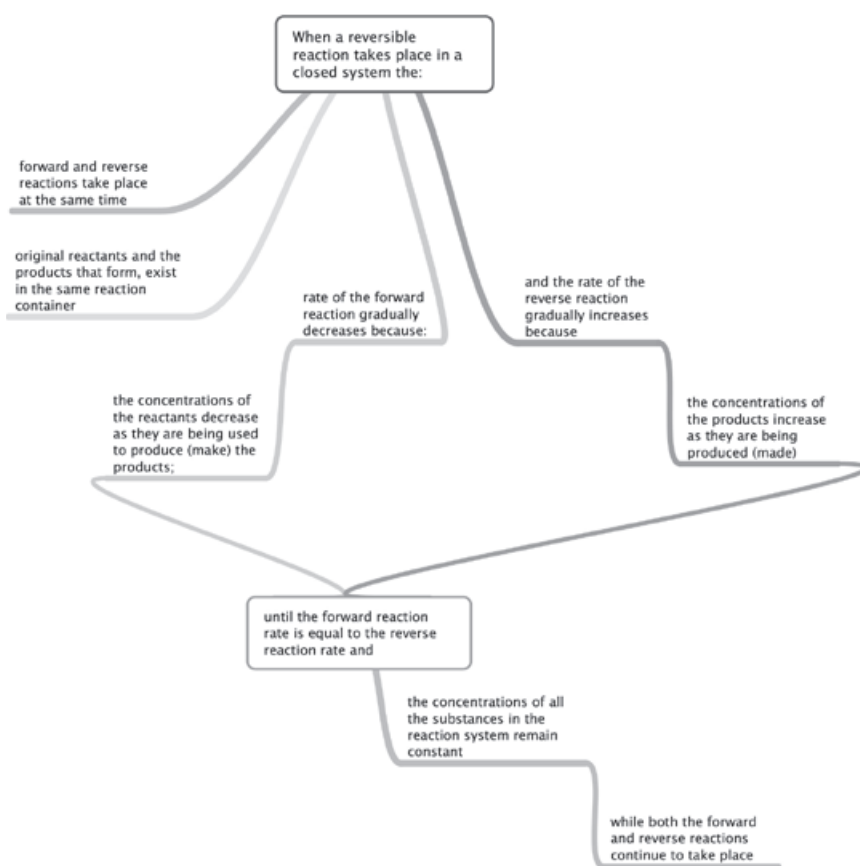 When a reversible
reaction takes place in a
closed system the:
forward and reverse
reactions take place
at the same time
original reactants and the
products that form, exist
in the same reaction
container
rate of the forward
reaction gradually
decreases because:
and the rate of the
reverse reaction
gradually increases
because
the concentrations of
the reactants decrease
as they are being used
to produce (make) the
products;
the concentrations of
the products increase
as they are being
produced (made)
until the forward reaction
rate is equal to the reverse
reaction rate and
the concentrations of all
the substances in the
reaction system remain
constant
while both the forward
and reverse reactions
continue to take place